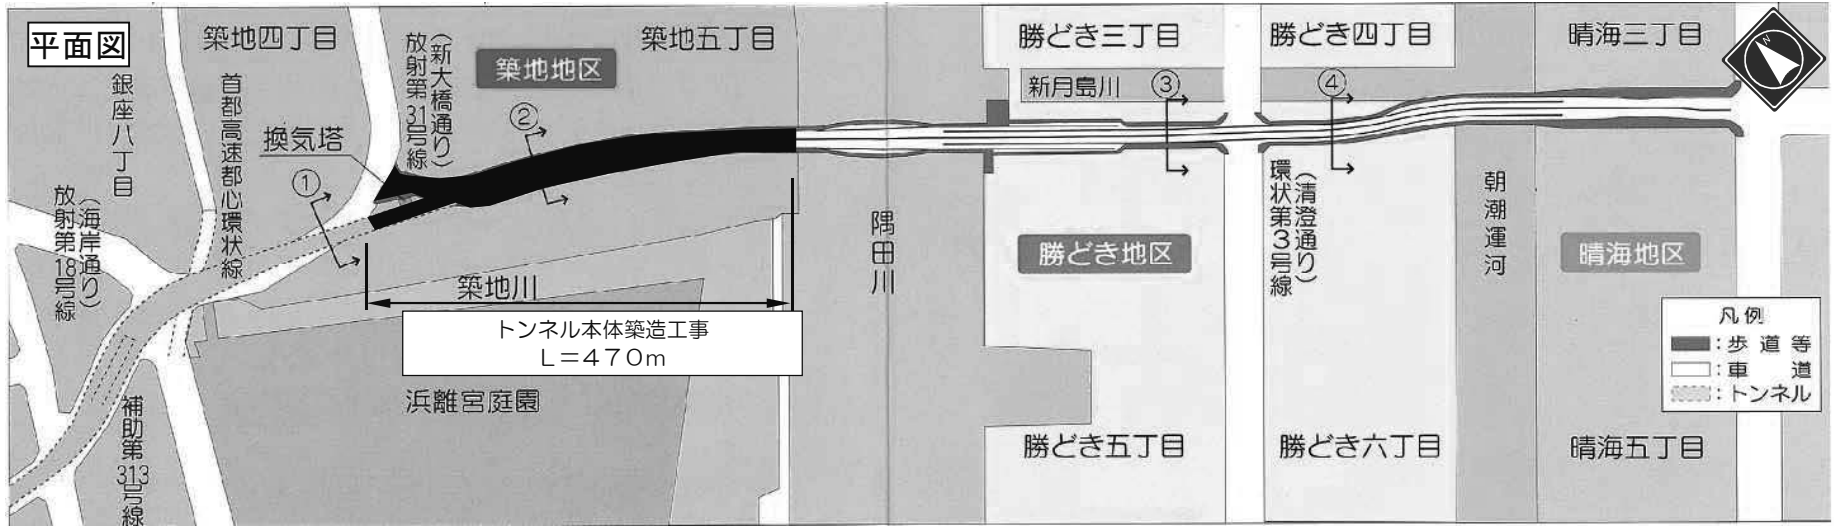 平面図
築地四丁目
放射第31号線
(新大橋通り)
築地地区
築地五丁目
勝どき三丁目
勝どき四丁目
晴海三丁目
N
銀座八丁目
首都高速都心環状線
換気塔
新月島川
①
②
③
④
放射第18号線
(海岸通り)
隅田川
勝どき地区
環状第3号線
(清澄通り)
朝潮運河
晴海地区
築地川
トンネル本体築造工事
L=470m
浜離宮庭園
補助第313号線
勝どき五丁目
勝どき六丁目
晴海五丁目
凡例
:歩道等
:車道
:トンネル